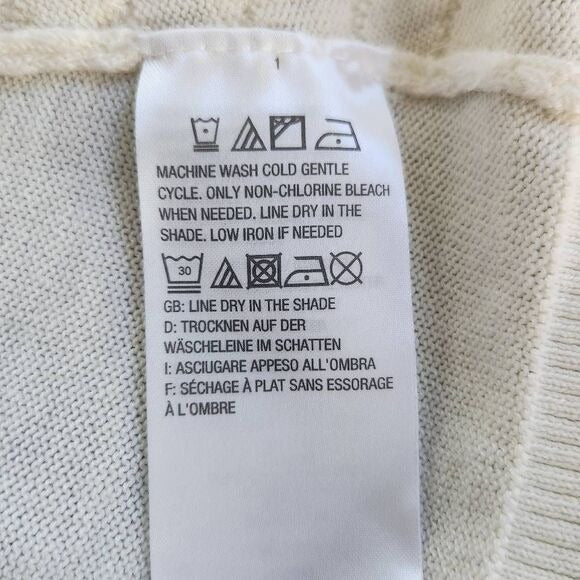 1
MACHINE WASH COLD GENTLE
CYCLE. ONLY NON-CHLORINE BLEACH
WHEN NEEDED. LINE DRY IN THE
SHADE. LOW IRON IF NEEDED
30
GB: LINE DRY IN THE SHADE
D: TROCKNEN AUF DER
WÄSCHELEINE IM SCHATTEN
I: ASCIUGARE APPESO ALL'OMBRA
F: SÉCHAGE À PLAT SANS ESSORAGE
À L'OMBRE